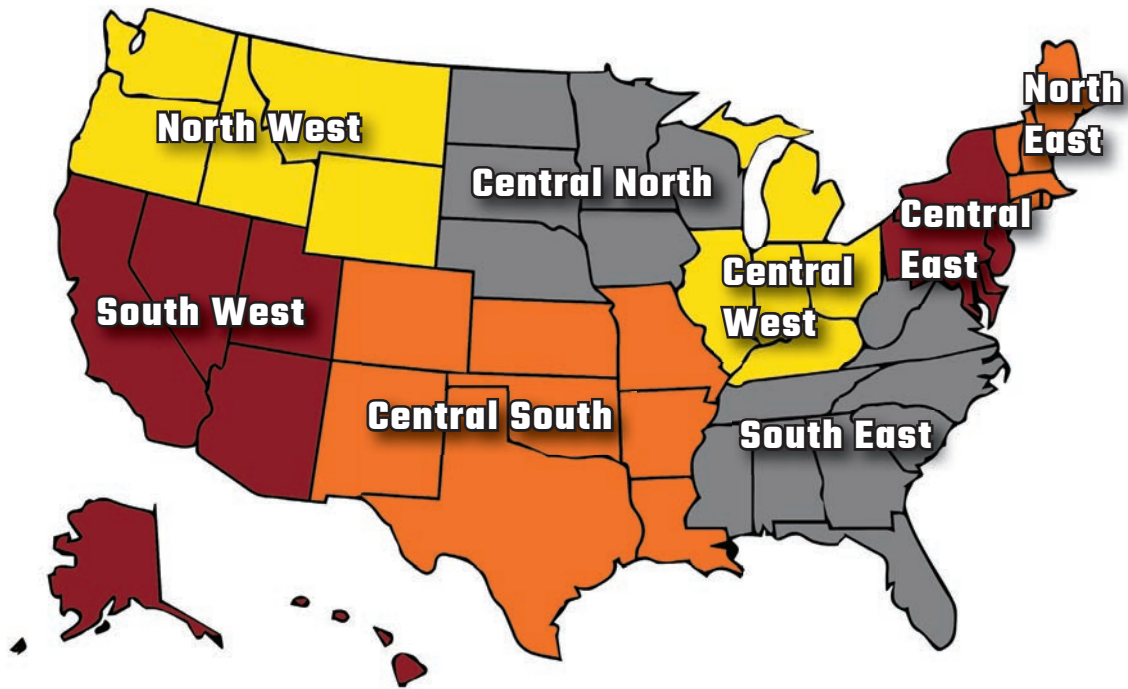 North West
Central North
North
East
Central
East
Central
West
South West
Central South
South East